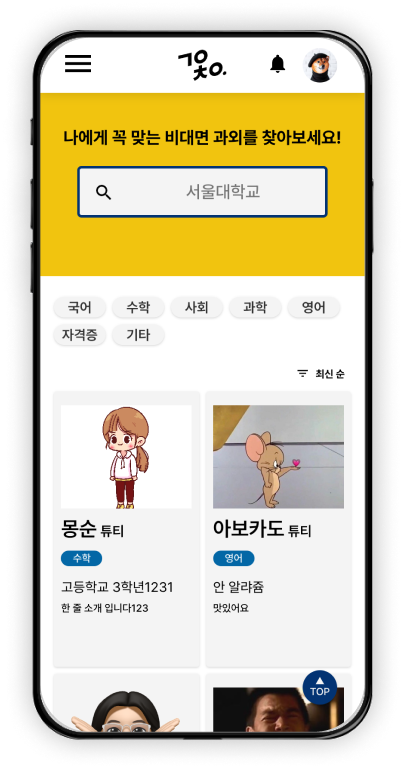 나에게 꼭 맞는 비대면 과외를 찾아보세요!
서울대학교
국어 수학 사회 과학 영어
자격증 기타
최신 순
몽순 튜티
수학
고등학교 3학년1231
한 줄 소개 입니다123
아보카도 튜티
영어
안 알랴쥼
맛있어요
TOP